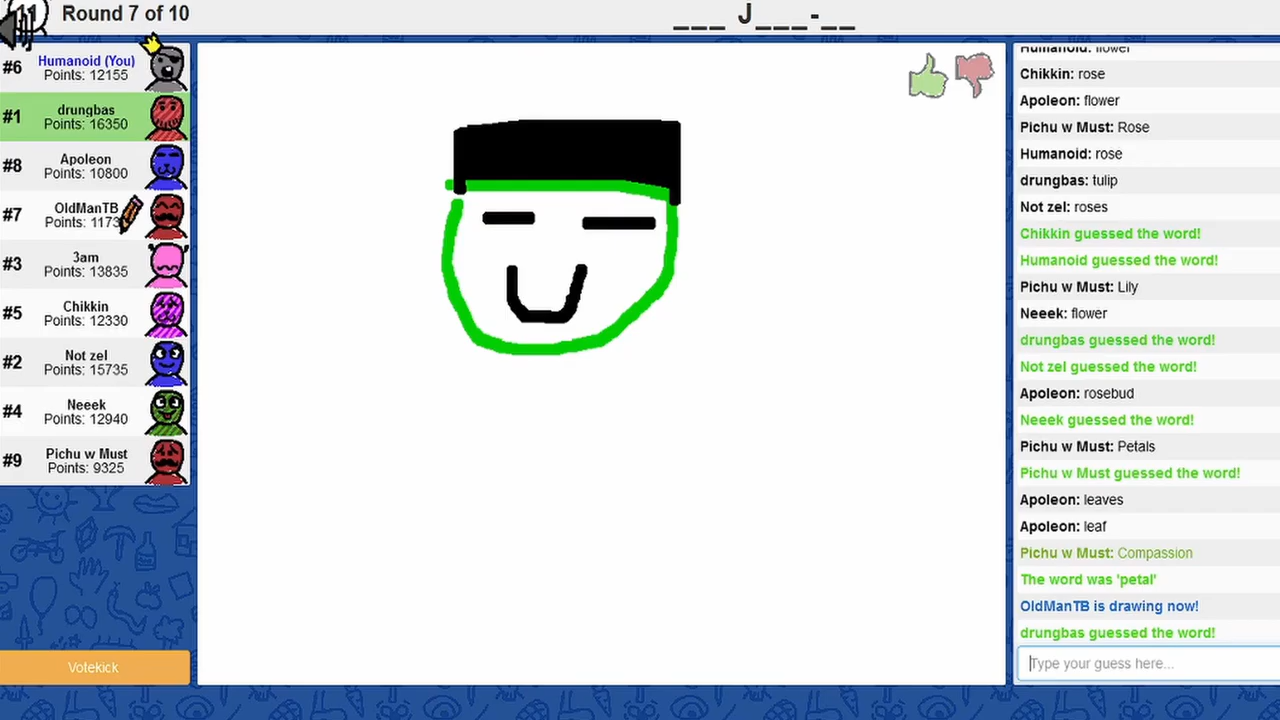 Round 7 of 10
___ J___-__
#6 Humanoid (You)
Points: 12155
#1 drungbas
Points: 16350
#8 Apoleon
Points: 10800
#7 OldManTB
Points: 1173
#3 3am
Points: 13835
#5 Chikkin
Points: 12330
#2 Not zel
Points: 15735
#4 Neeek
Points: 12940
#9 Pichu w Must
Points: 9325
Votekick
Humanoid: flower
Chikkin: rose
Apoleon: flower
Pichu w Must: Rose
Humanoid: rose
drungbas: tulip
Not zel: roses
Chikkin guessed the word!
Humanoid guessed the word!
Pichu w Must: Lily
Neeek: flower
drungbas guessed the word!
Not zel guessed the word!
Apoleon: rosebud
Neeek guessed the word!
Pichu w Must: Petals
Pichu w Must guessed the word!
Apoleon: leaves
Apoleon: leaf
Pichu w Must: Compassion
The word was 'petal'
OldManTB is drawing now!
drungbas guessed the word!
Type your guess here...